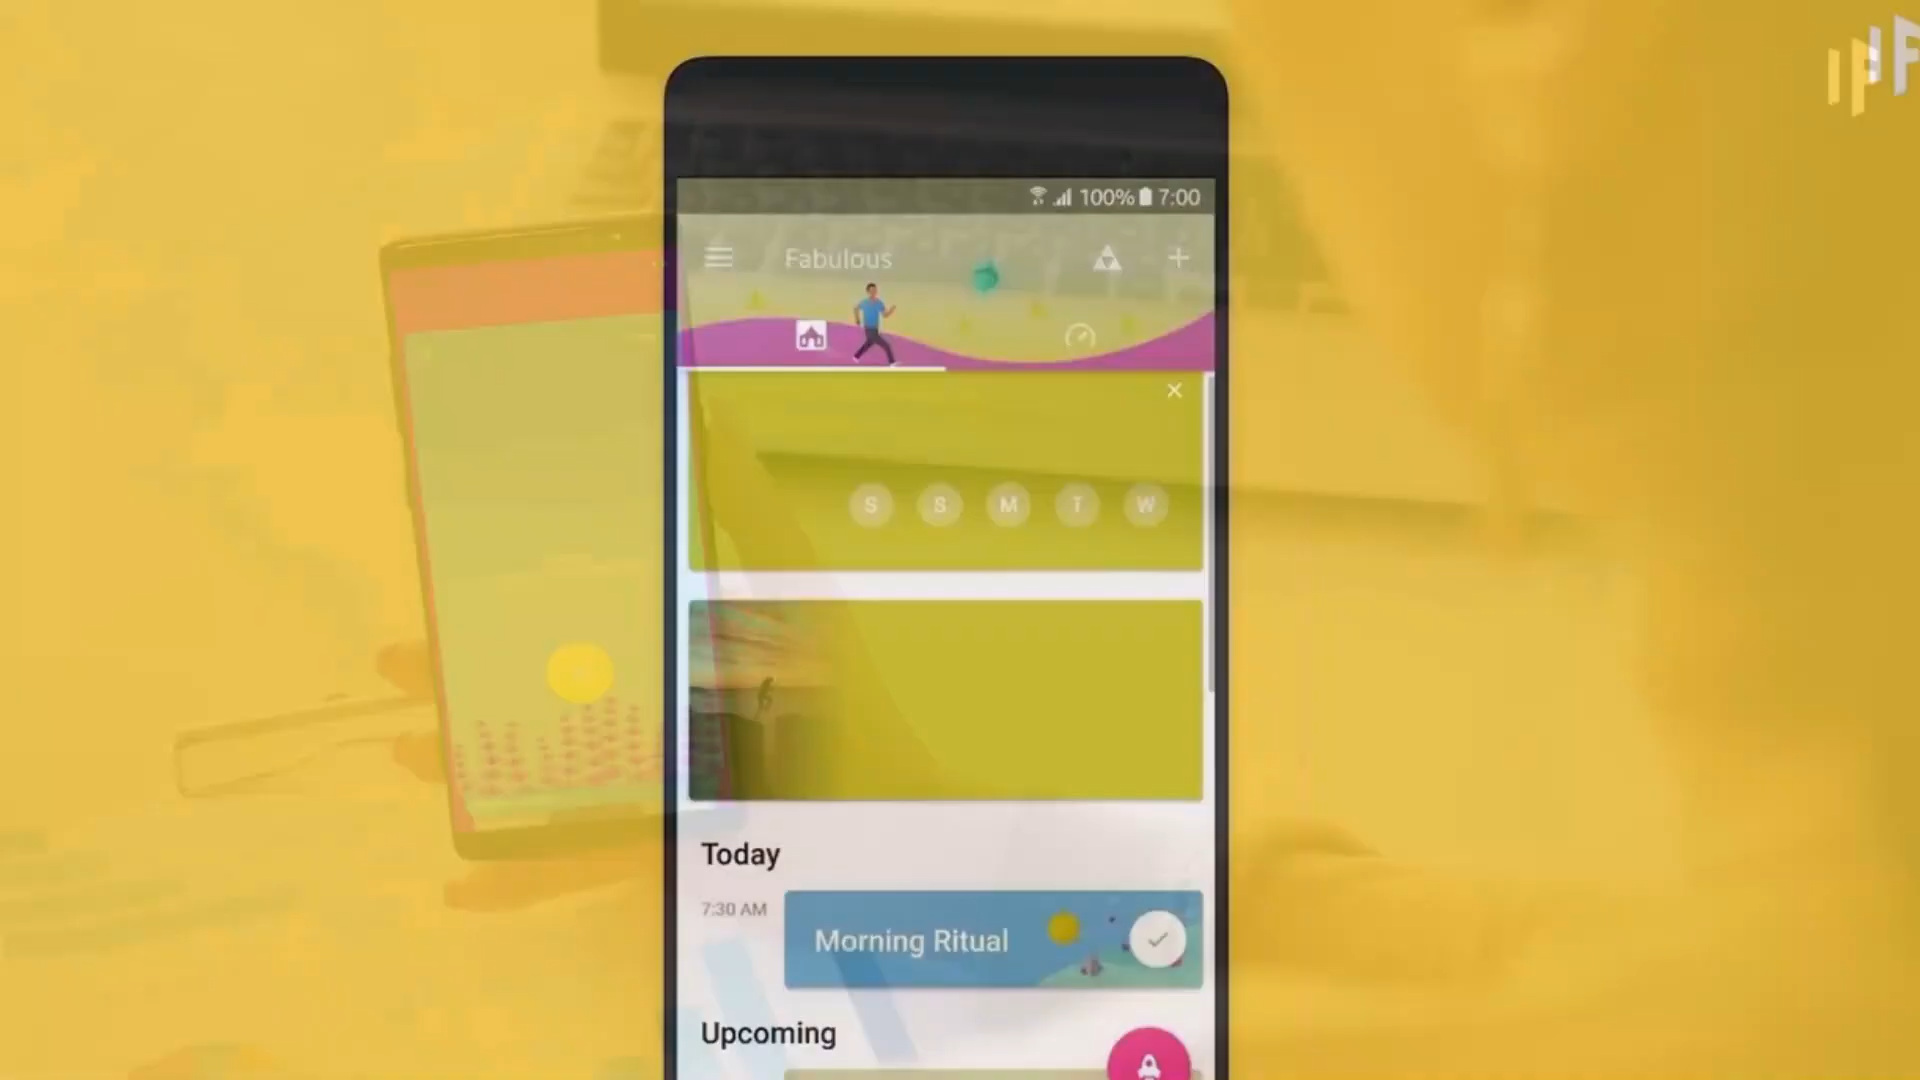 100% 7:00
Fabulous
S S M T W
Today
7:30 AM
Morning Ritual
Upcoming